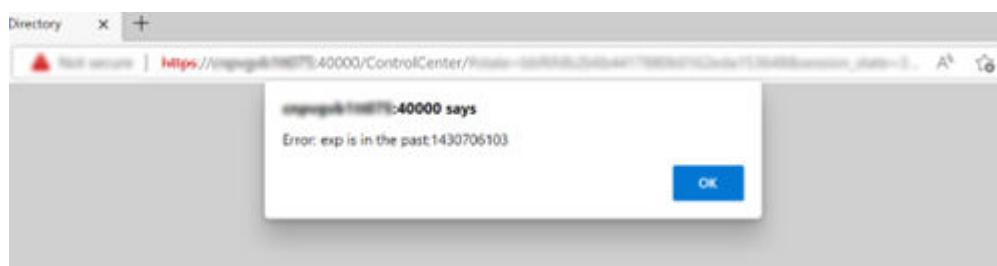 Directory
Not secure | https:// :40000/ControlCenter/
:40000 says
Error: exp is in the past:1430706103
OK